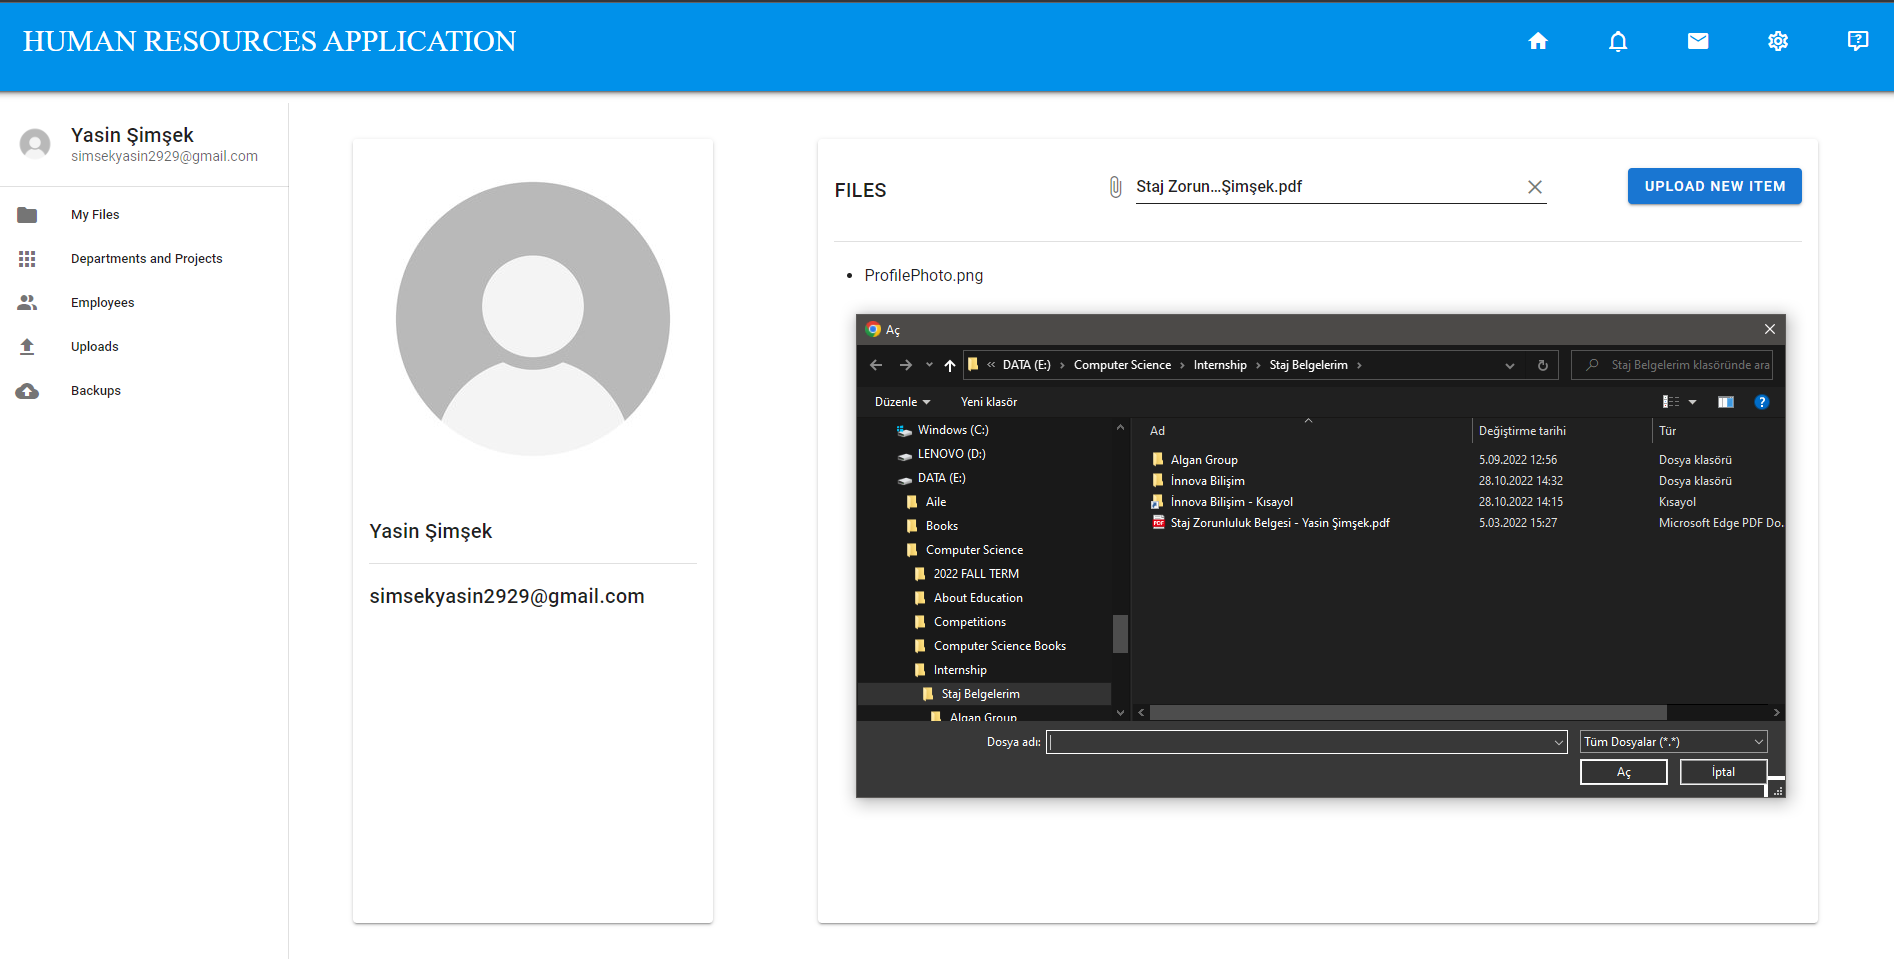 HUMAN RESOURCES APPLICATION
Yasin Şimşek
simsekyasin2929@gmail.com
My Files
Departments and Projects
Employees
Uploads
Backups
Yasin Şimşek
simsekyasin2929@gmail.com
FILES
Staj Zorun...Şimşek.pdf
UPLOAD NEW ITEM
ProfilePhoto.png
Aç
« DATA (E:) › Computer Science › Internship › Staj Belgelerim ›
Staj Belgelerim klasöründe ara
Düzenle
Yeni klasör
Windows (C:)
LENOVO (D:)
DATA (E:)
Aile
Books
Computer Science
2022 FALL TERM
About Education
Competitions
Computer Science Books
Internship
Staj Belgelerim
Algan Group
Ad Değiştirme tarihi Tür
Algan Group 5.09.2022 12:56 Dosya klasörü
İnnova Bilişim 28.10.2022 14:32 Dosya klasörü
İnnova Bilişim - Kısayol 28.10.2022 14:15 Kısayol
PDF Staj Zorunluluk Belgesi - Yasin Şimşek.pdf 5.03.2022 15:27 Microsoft Edge PDF Do.
Dosya adı:
Tüm Dosyalar (*.*)
Aç
İptal